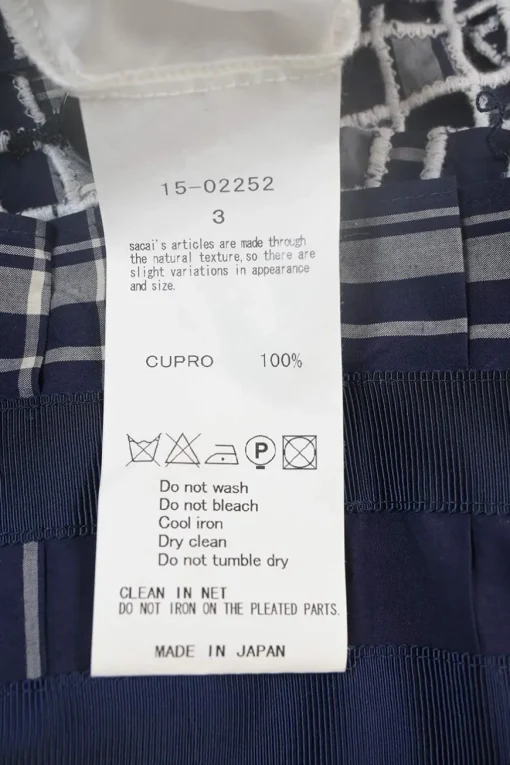 15-02252
3
sacai's articles are made through
the natural texture, so there are
slight variations in appearance
and size.
CUPRO 100%
P
Do not wash
Do not bleach
Cool iron
Dry clean
Do not tumble dry
CLEAN IN NET
DO NOT IRON ON THE PLEATED PARTS.
MADE IN JAPAN